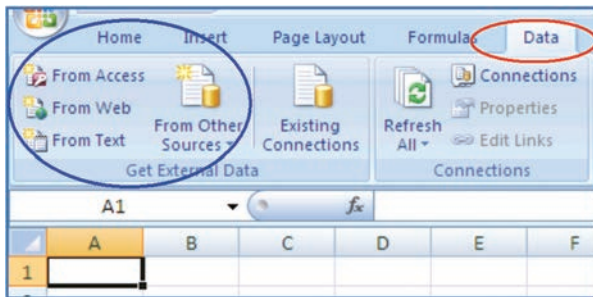 Home Insert Page Layout Formulas Data
From Access
From Web
From Text
From Other
Sources
Existing
Connections
Get External Data
Refresh
All
Connections
Properties
Edit Links
Connections
A1 fx
A B C D E F
1